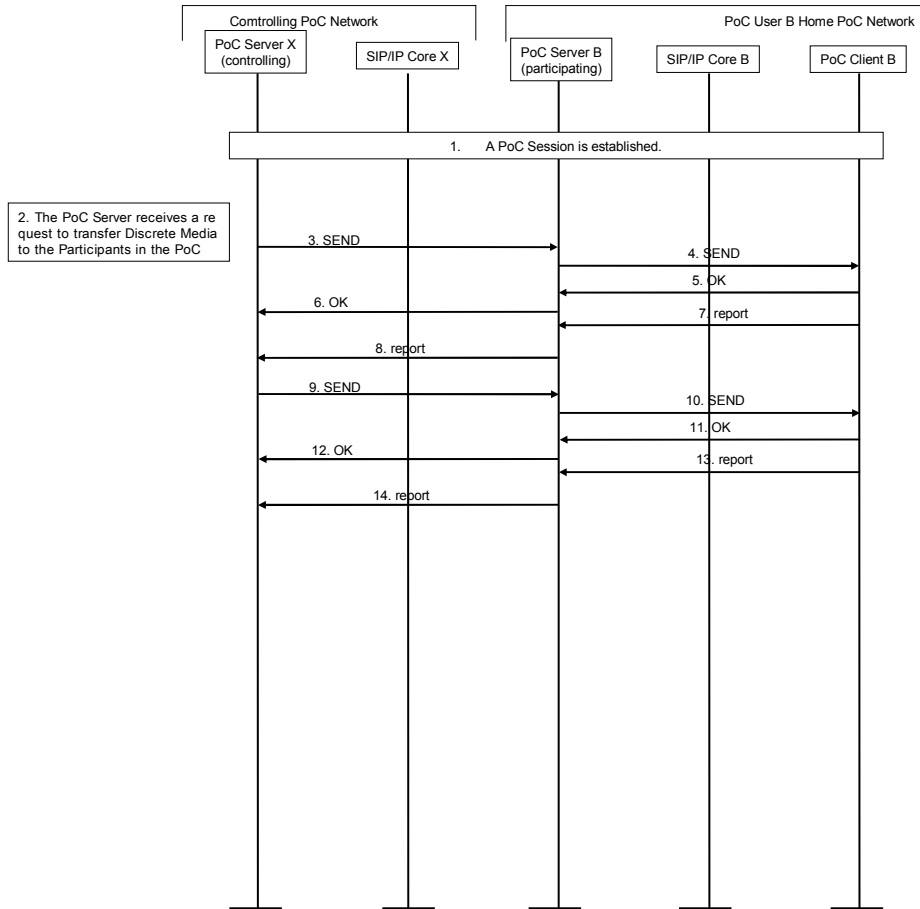 Comtrolling PoC Network
PoC User B Home PoC Network
PoC Server X
(controlling)
SIP/IP Core X
PoC Server B
(participating)
SIP/IP Core B
PoC Client B
1. A PoC Session is established.
2. The PoC Server receives a re
quest to transfer Discrete Media
to the Participants in the PoC
3. SEND
4. SEND
5. OK
6. OK
7. report
8. report
9. SEND
10. SEND
11. OK
12. OK
13. report
14. report